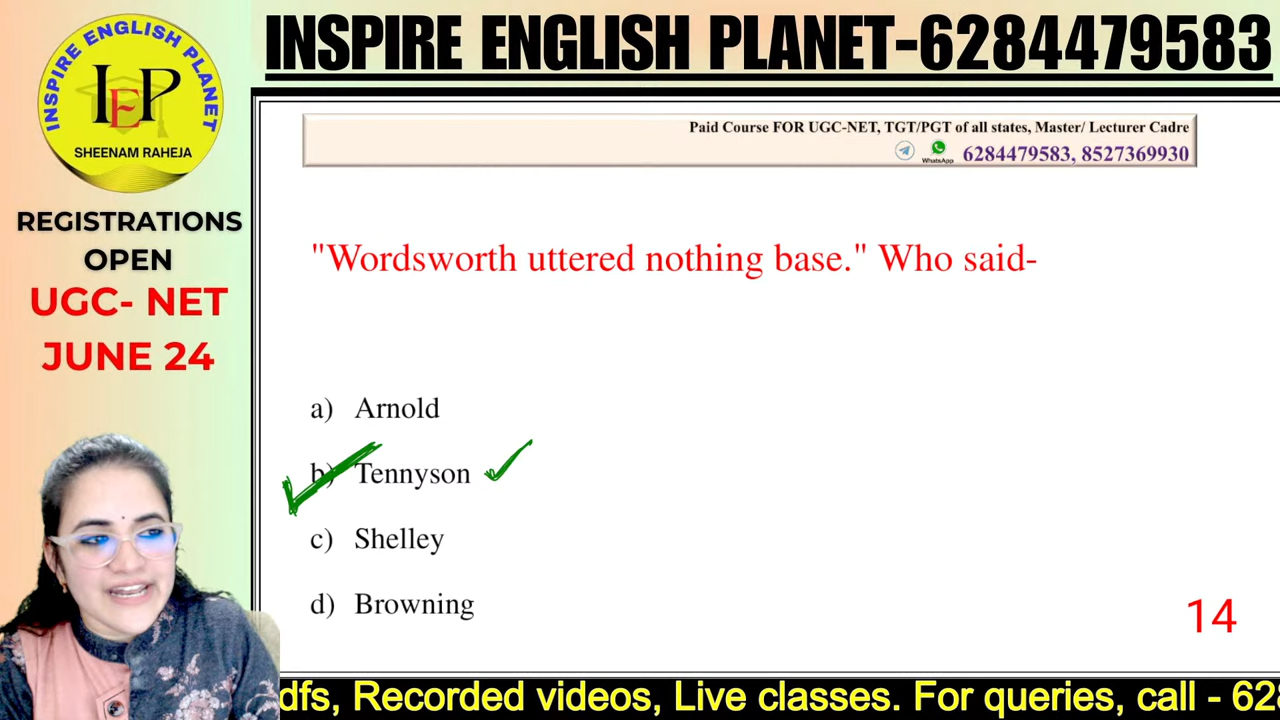 INSPIRE ENGLISH PLANET-6284479583
INSPIRE ENGLISH PLANET
IEP
SHEENAM RAHEJA
REGISTRATIONS
OPEN
UGC- NET
JUNE 24
Paid Course FOR UGC-NET, TGT/PGT of all states, Master/ Lecturer Cadre
WhatsApp 6284479583, 8527369930
"Wordsworth uttered nothing base." Who said-
a) Arnold
b) Tennyson
c) Shelley
d) Browning
14
dfs, Recorded videos, Live classes. For queries, call - 62